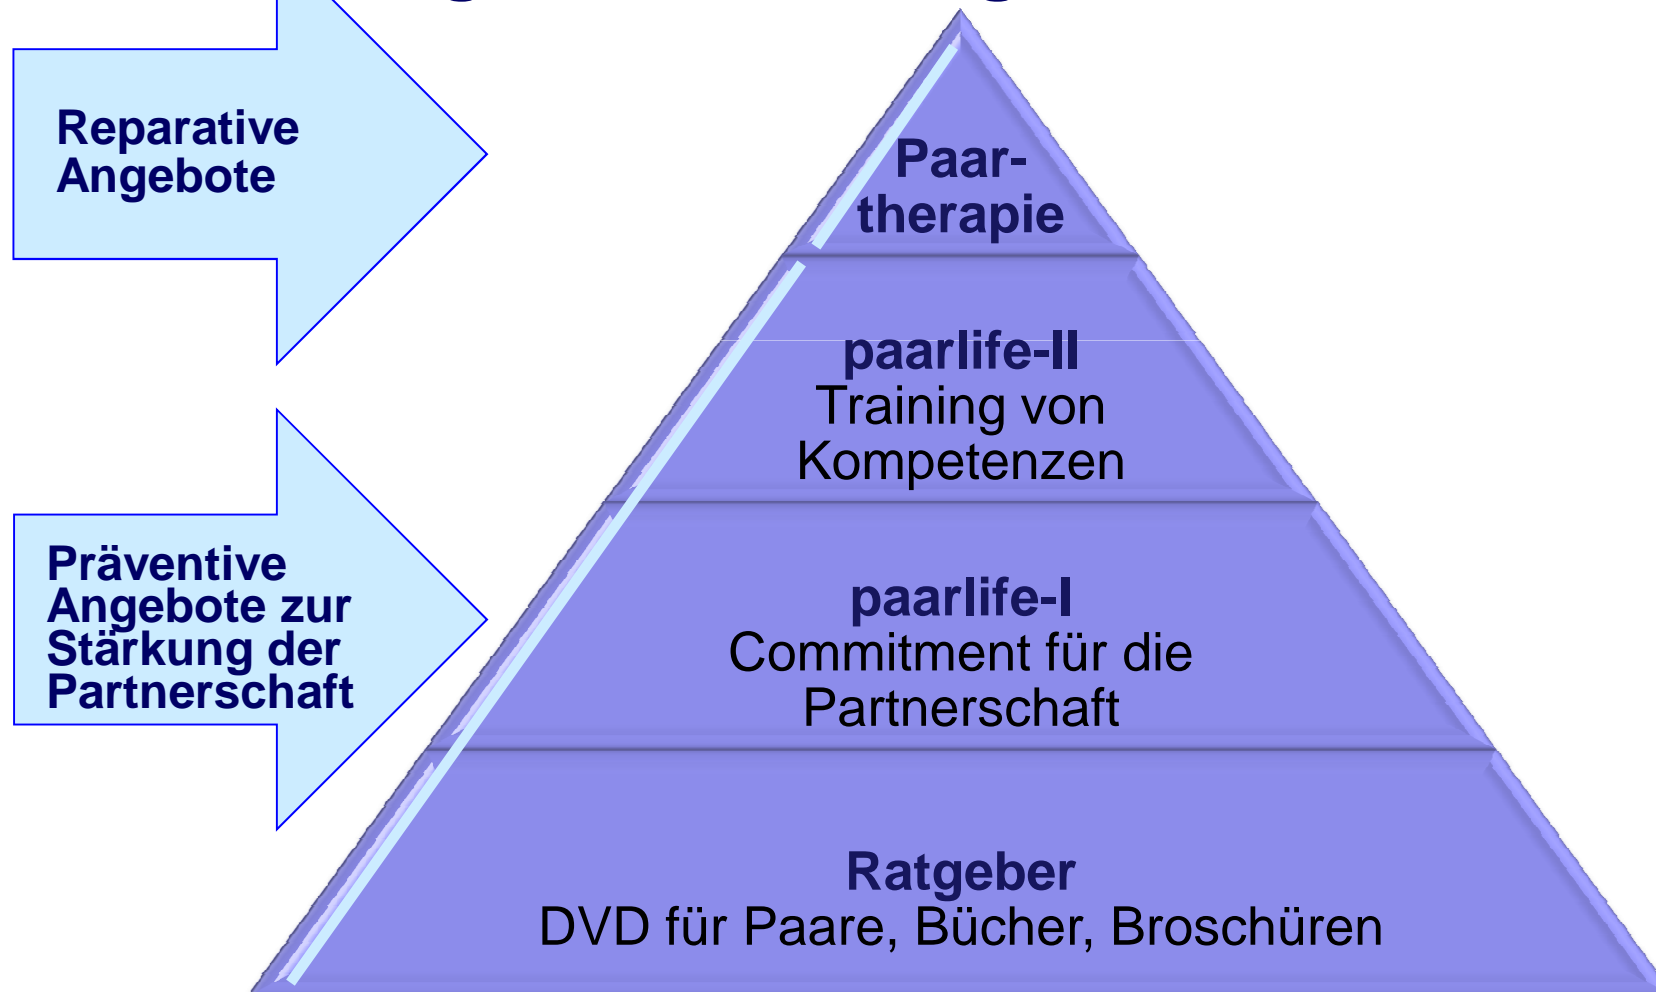 Reparative
Angebote
Paar-
therapie
paarlife-II
Training von
Kompetenzen
Präventive
Angebote zur
Stärkung der
Partnerschaft
paarlife-I
Commitment für die
Partnerschaft
Ratgeber
DVD für Paare, Bücher, Broschüren